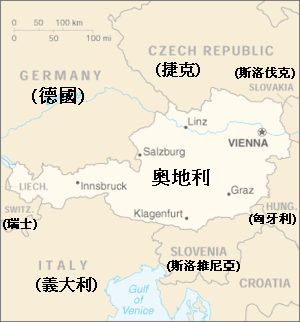 0 50 100 km
0 50 100 mi
CZECH REPUBLIC
(捷克)
GERMANY
(德國)
(斯洛伐克)
SLOVAKIA
Linz
VIENNA
Salzburg
奧地利
LIECH.
Innsbruck
Graz
SWITZ.
(瑞士)
Klagenfurt
HUNG.
(匈牙利)
ITALY
(義大利)
SLOVENIA
(斯洛維尼亞)
CROATIA
Gulf
of
Venice